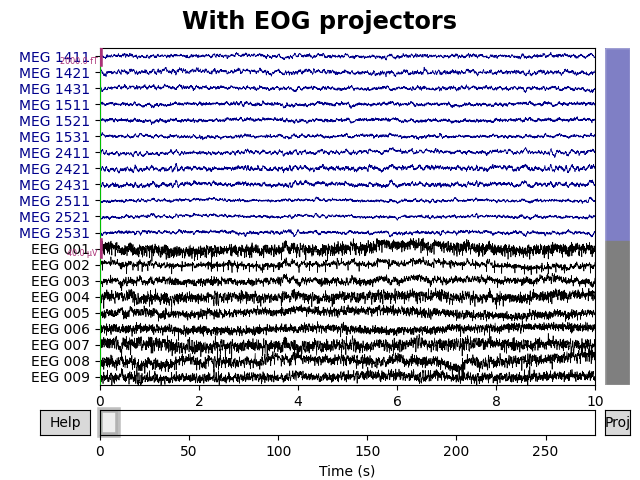 With EOG projectors
MEG 1411
MEG 1421
MEG 1431
MEG 1511
MEG 1521
MEG 1531
MEG 2411
MEG 2421
MEG 2431
MEG 2511
MEG 2521
MEG 2531
EEG 001
EEG 002
EEG 003
EEG 004
EEG 005
EEG 006
EEG 007
EEG 008
EEG 009
0 2 4 6 8 10
Help
Proj
0 50 100 150 200 250
Time (s)